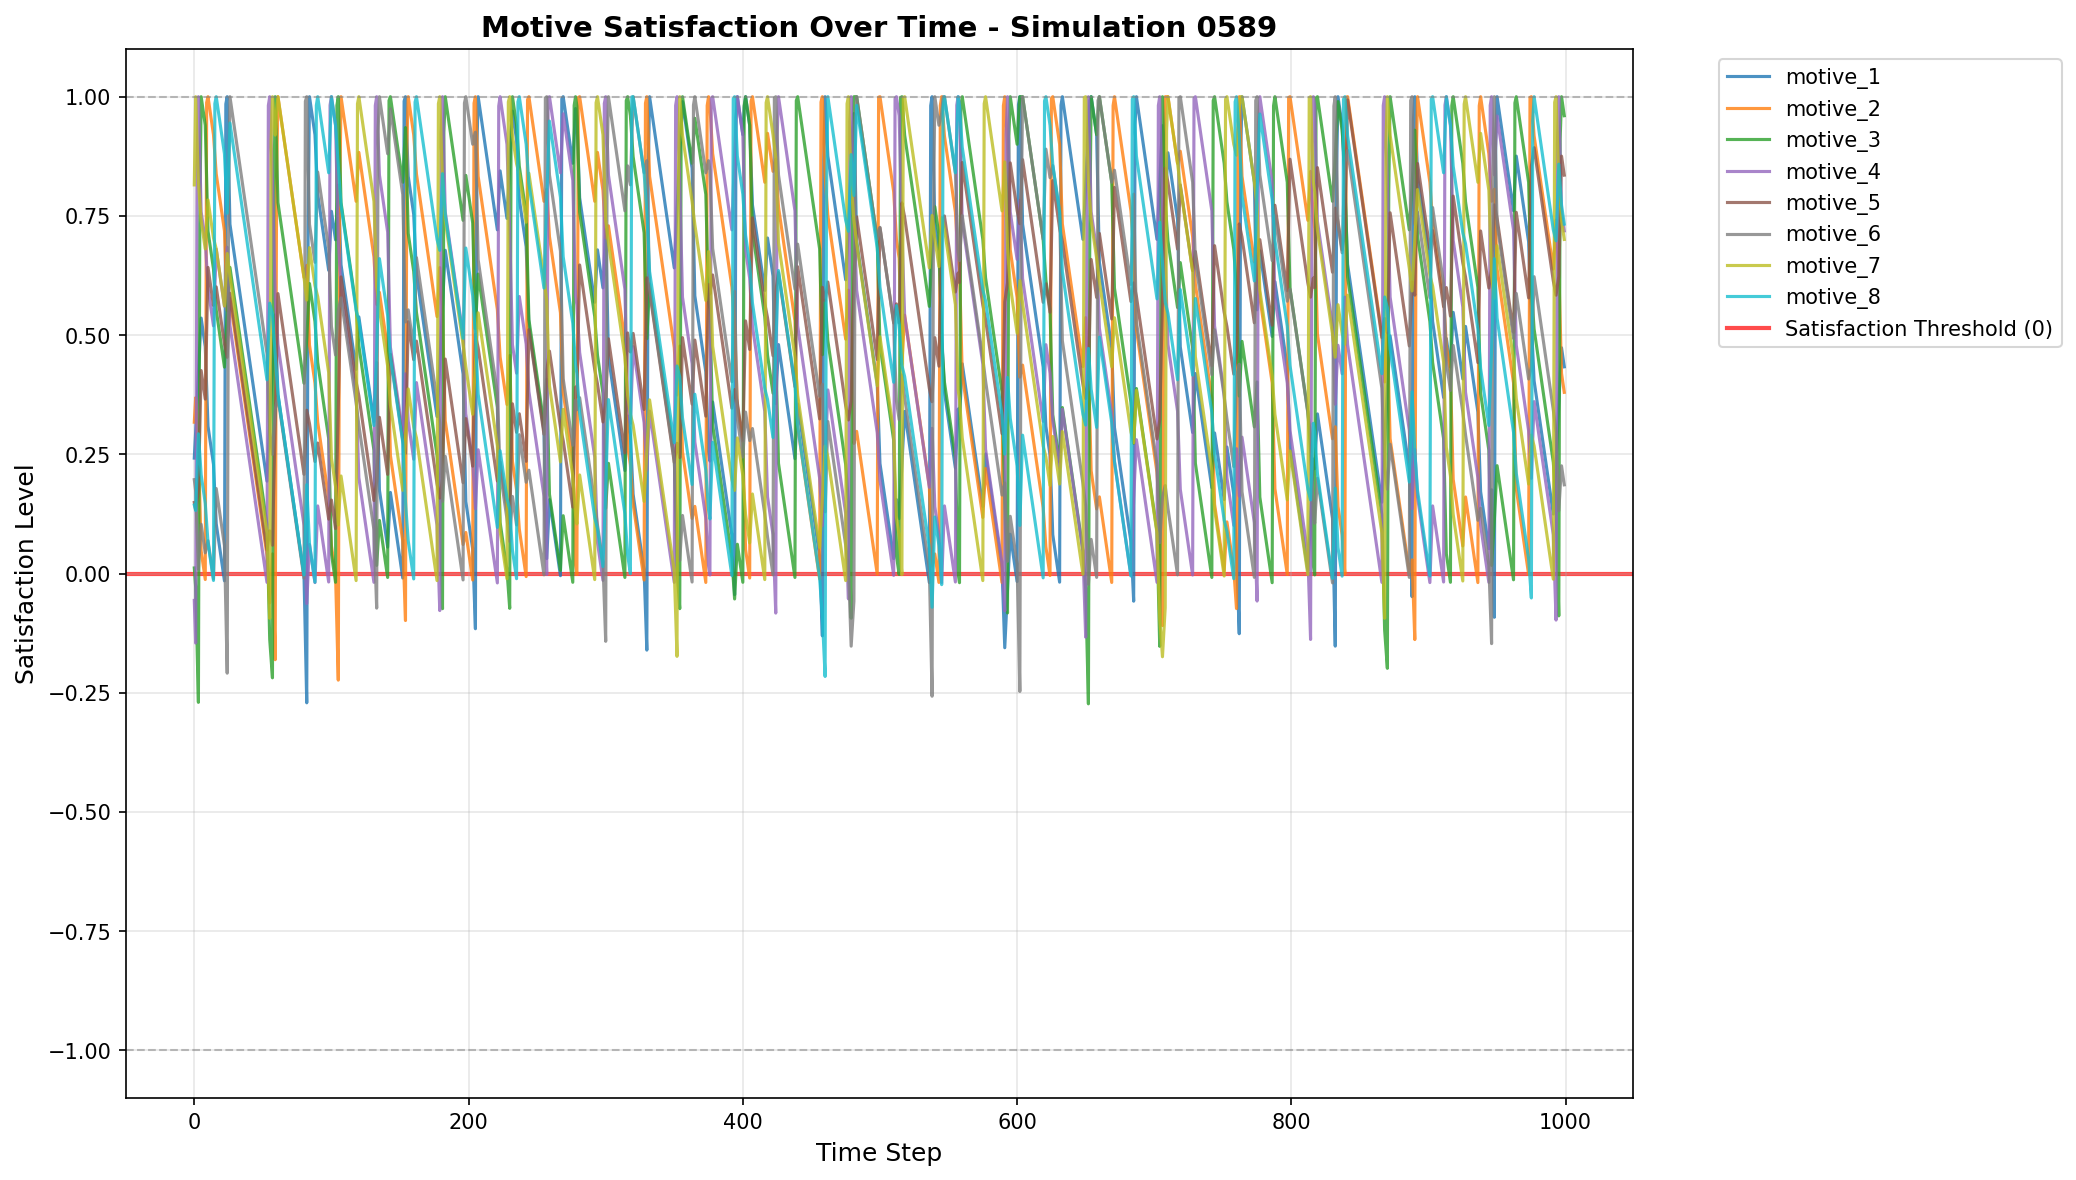 Motive Satisfaction Over Time - Simulation 0589
1.00
0.75
0.50
0.25
0.00
−0.25
−0.50
−0.75
−1.00
Satisfaction Level
0
200
400
600
800
1000
Time Step
motive_1
motive_2
motive_3
motive_4
motive_5
motive_6
motive_7
motive_8
Satisfaction Threshold (0)